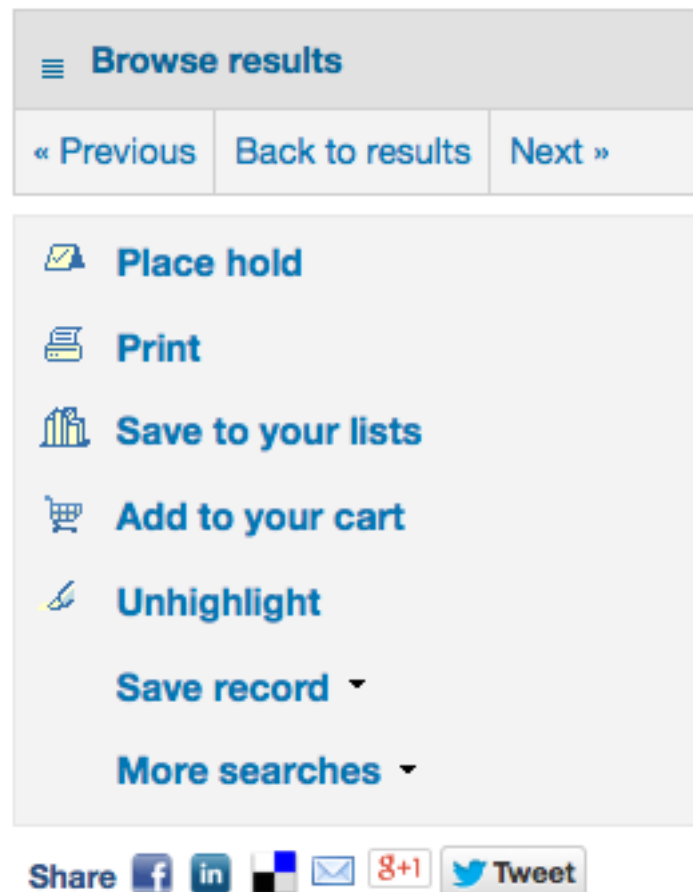 Browse results
« Previous Back to results Next »
Place hold
Print
Save to your lists
Add to your cart
Unhighlight
Save record
More searches
Share f in g+1 Tweet